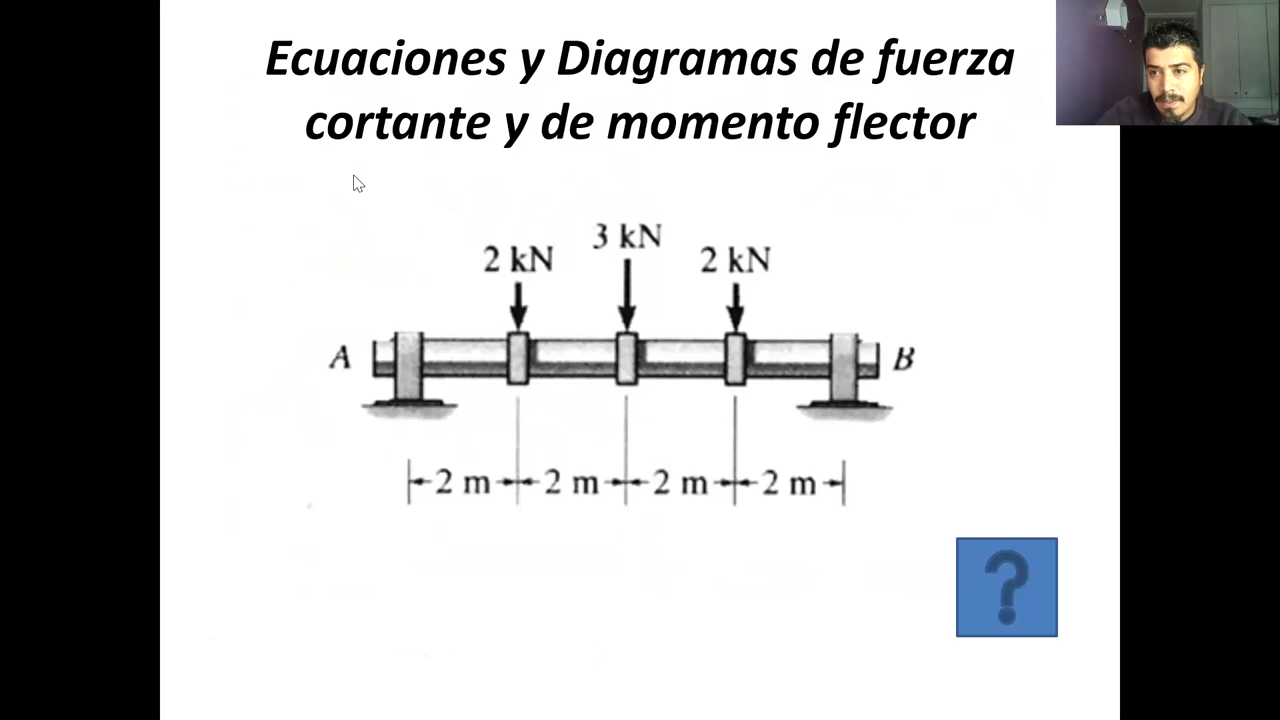 Ecuaciones y Diagramas de fuerza
cortante y de momento flector
3 kN
2 kN
2 kN
A
B
2 m
2 m
2 m
2 m
?